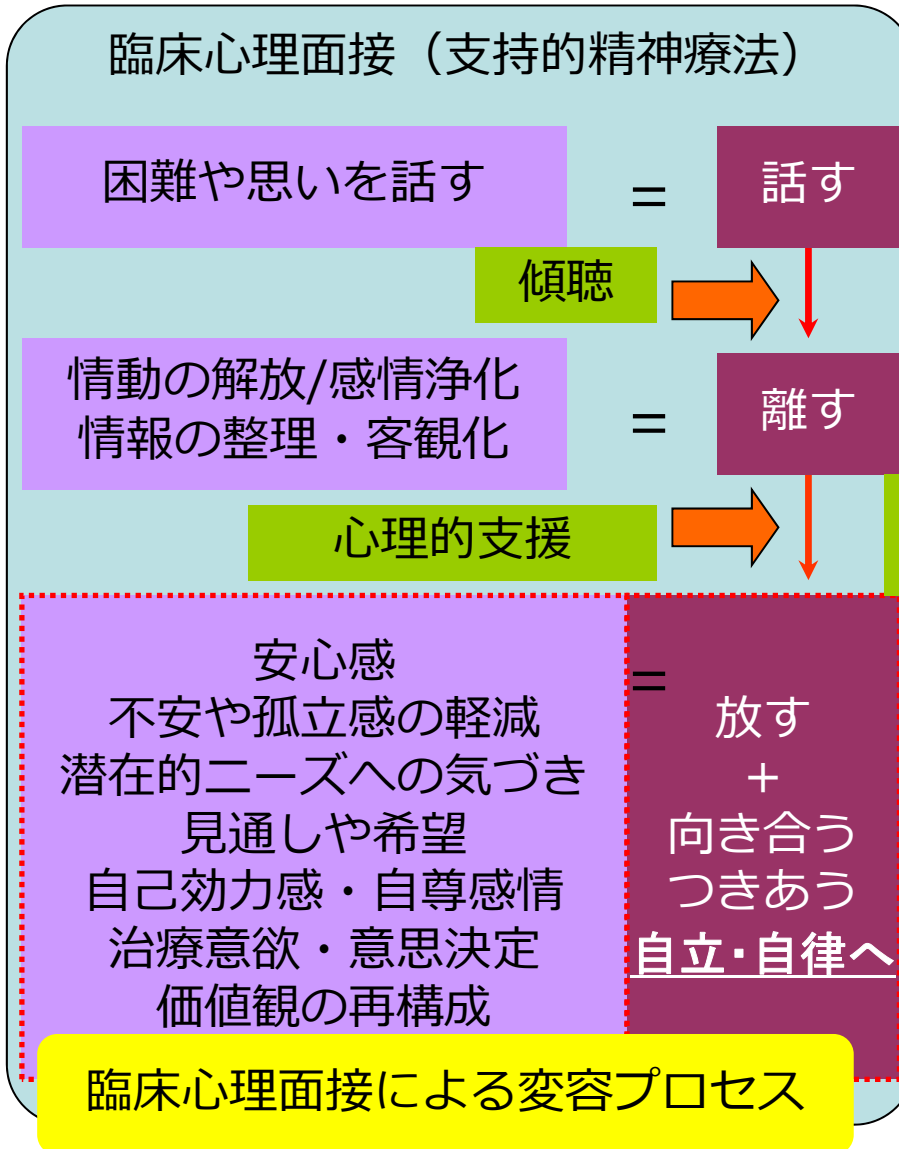 臨床心理面接（支持的精神療法）
困難や思いを話す
＝
話す
傾聴
情動の解放/感情浄化
情報の整理・客観化
＝
離す
心理的支援
安心感
不安や孤立感の軽減
潜在的ニーズへの気づき
見通しや希望
自己効力感・自尊感情
治療意欲・意思決定
価値観の再構成
＝
放す
+
向き合う
つきあう
自立・自律へ
臨床心理面接による変容プロセス